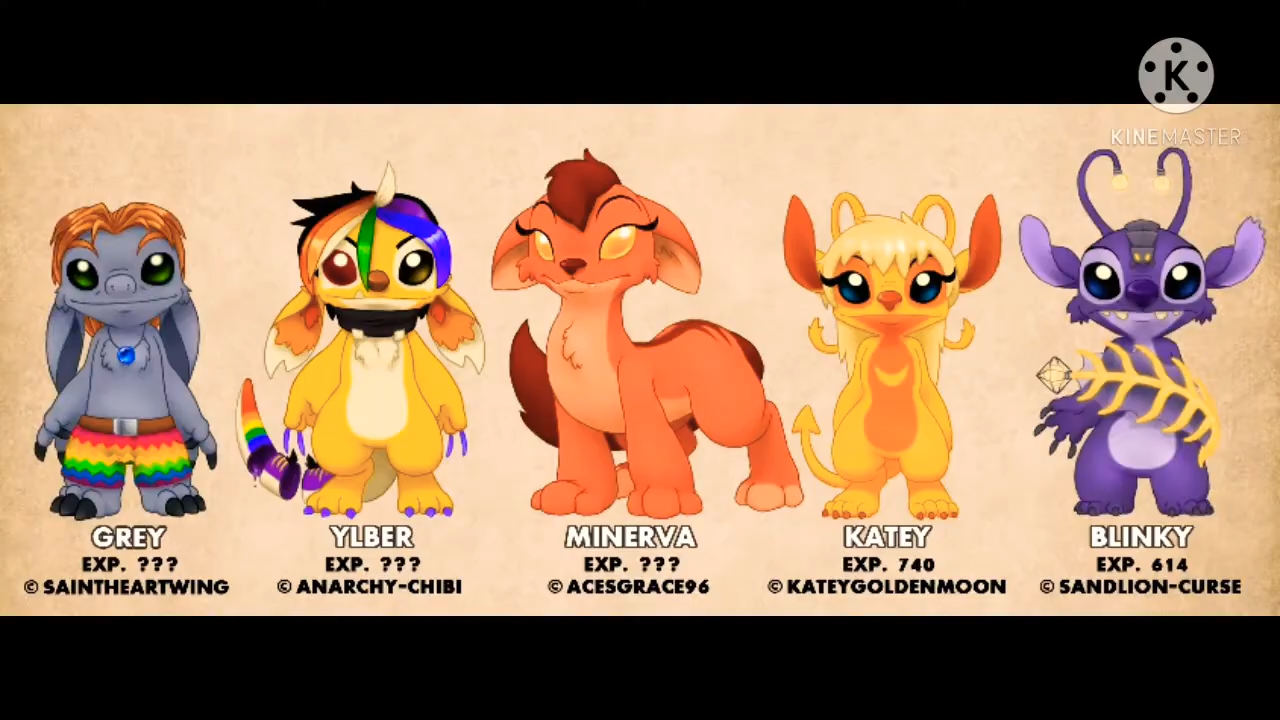 K
KINEMASTER
GREY
EXP. ???
© SAINTHEARTWING
YLBER
EXP. ???
© ANARCHY-CHIBI
MINERVA
EXP. ???
© ACESGRACE96
KATEY
EXP. 740
© KATEYGOLDENMOON
BLINKY
EXP. 614
© SANDLION-CURSE